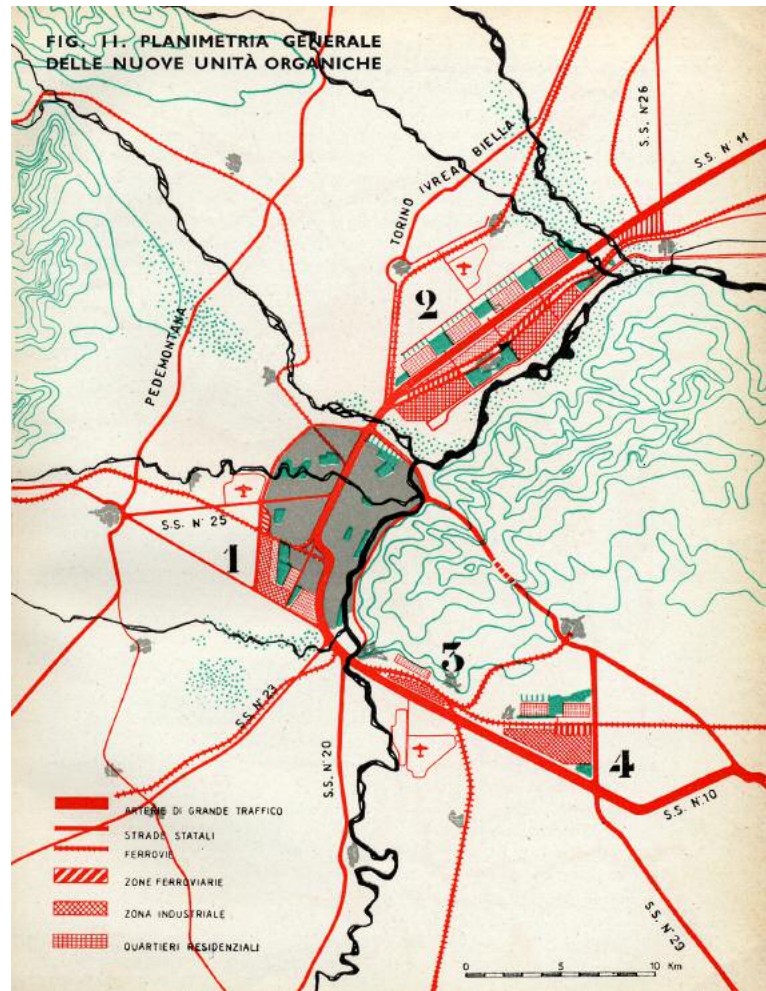 FIG. 11. PLANIMETRIA GENERALE
DELLE NUOVE UNITÀ ORGANICHE
S.S. N°26
S.S. N° 11
TORINO IVREA BIELLA
2
PEDEMONTANA
S.S. N° 25
1
3
S.S. N°23
S.S. N°20
4
S.S. N°10
S.S. N°29
ARTERIE DI GRANDE TRAFFICO
STRADE STATALI
FERROVIE
ZONE FERROVIARIE
ZONA INDUSTRIALE
QUARTIERI RESIDENZIALI
0 5 10 Km